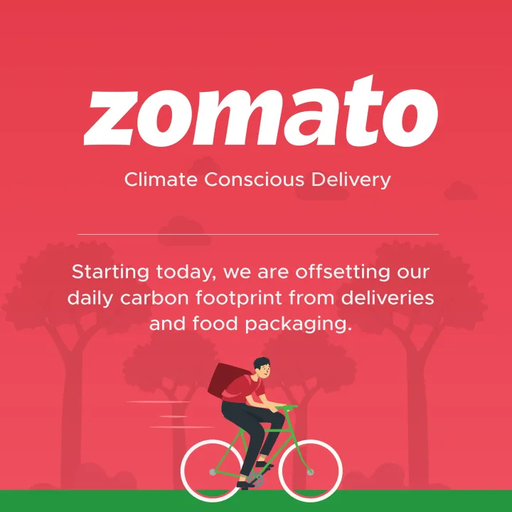 zomato
Climate Conscious Delivery
Starting today, we are offsetting our
daily carbon footprint from deliveries
and food packaging.